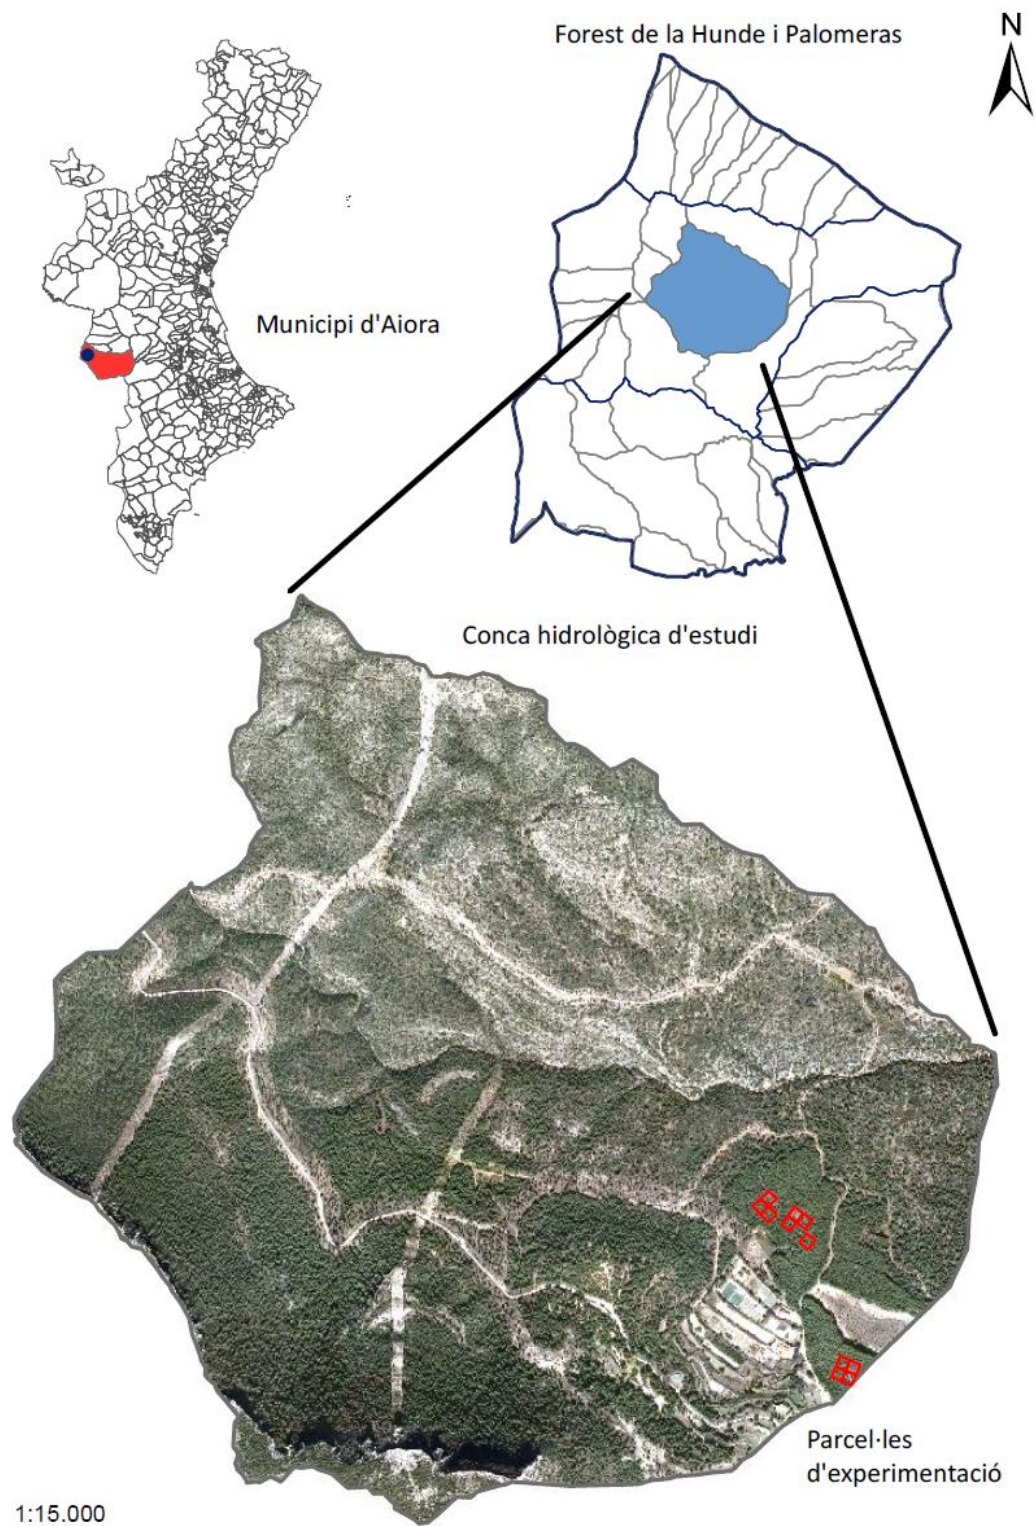 Forest de la Hunde i Palomeras
N
Municipi d'Aiora
Conca hidrològica d'estudi
Parcel·les
d'experimentació
1:15.000